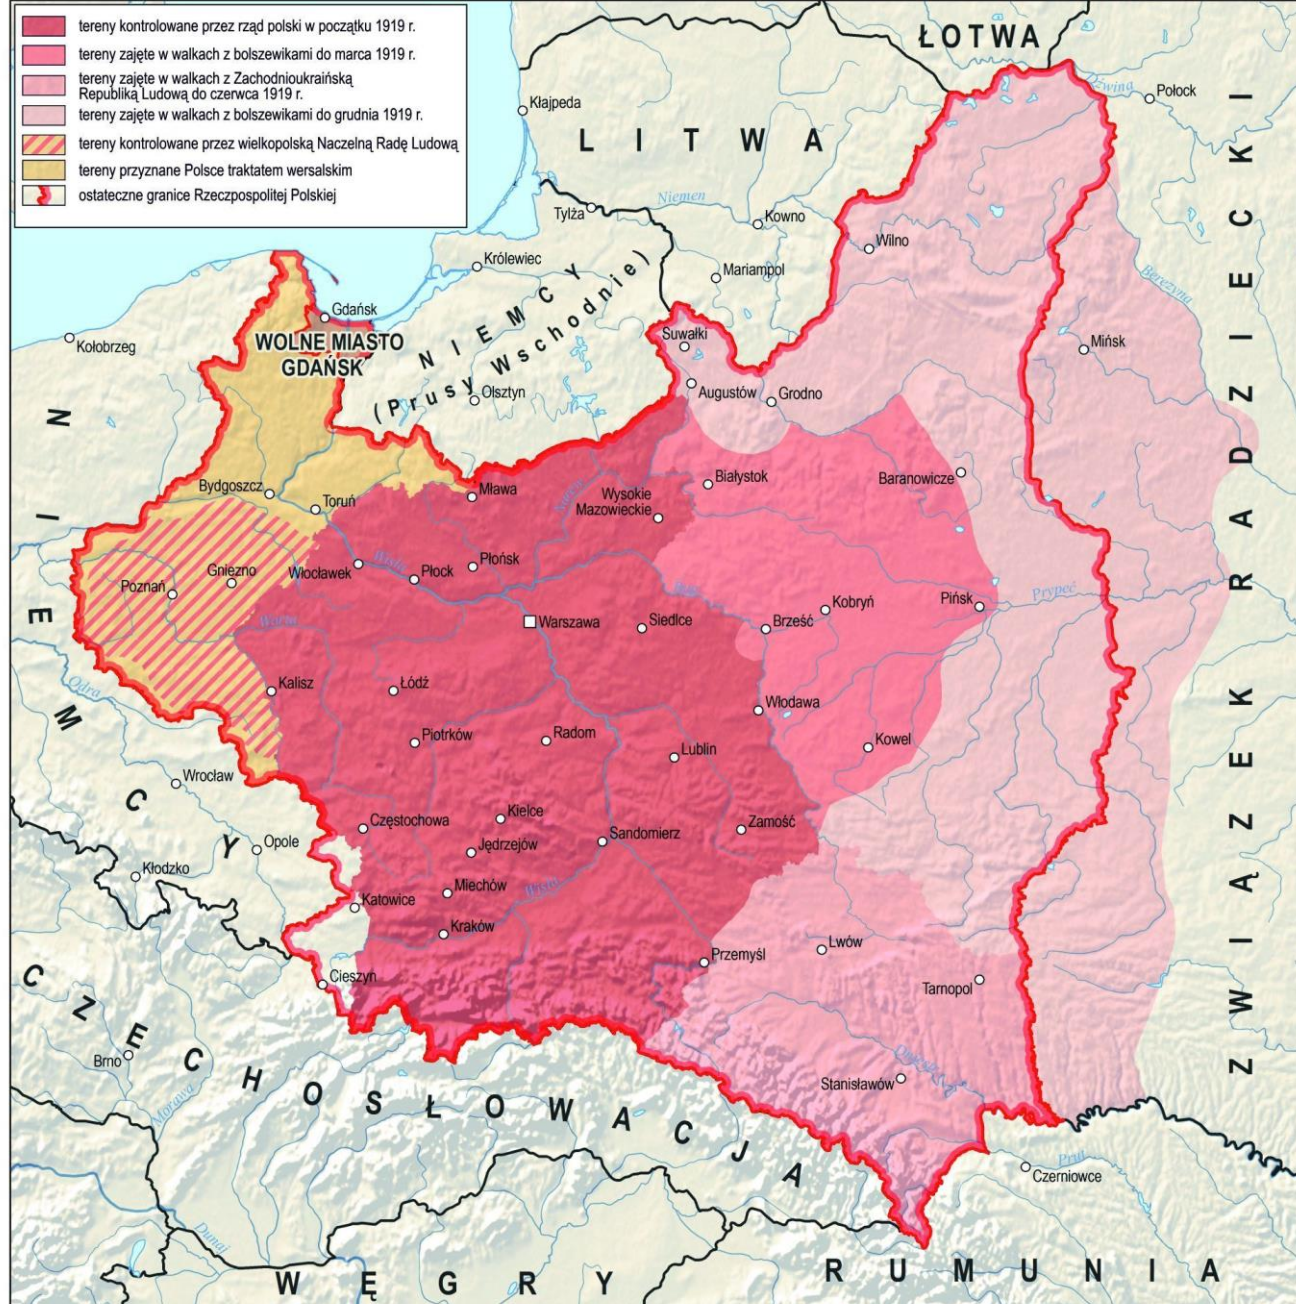 tereny kontrolowane przez rząd polski w początku 1919 r.
tereny zajęte w walkach z bolszewikami do marca 1919 r.
tereny zajęte w walkach z Zachodnioukraińską
Republiką Ludową do czerwca 1919 r.
tereny zajęte w walkach z bolszewikami do grudnia 1919 r.
tereny kontrolowane przez wielkopolską Naczelną Radę Ludową
tereny przyznane Polsce traktatem wersalskim
ostateczne granice Rzeczpospolitej Polskiej
ŁOTWA
Dźwina
Połock
Kłajpeda
LITWA
Niemen
Tylża
Kowno
Wilno
Królewiec
Mariampol
Berezyna
NIEMCY
(Prusy Wschodnie)
Gdańsk
WOLNE MIASTO
GDAŃSK
Kołobrzeg
Suwałki
Mińsk
Olsztyn
Augustów
Grodno
ZWIĄZEK RADZIECKI
NIEMCY
Bydgoszcz
Toruń
Mława
Narew
Wysokie
Mazowieckie
Białystok
Baranowicze
Poznań
Gniezno
Włocławek
Wisła
Płock
Płońsk
Bug
Kobryń
Pińsk
Prypeć
Warta
Warszawa
Siedlce
Brześć
Odra
Kalisz
Łódź
Włodawa
Piotrków
Radom
Lublin
Kowel
Wrocław
Częstochowa
Kielce
Sandomierz
Zamość
Opole
Jędrzejów
Kłodzko
Katowice
Miechów
Wisła
Kraków
Przemyśl
Lwów
Cieszyn
Tarnopol
CZECHOSŁOWACJA
Brno
Morawa
Dniestr
Stanisławów
Prut
Czerniowce
Dunaj
WĘGRY
RUMUNIA